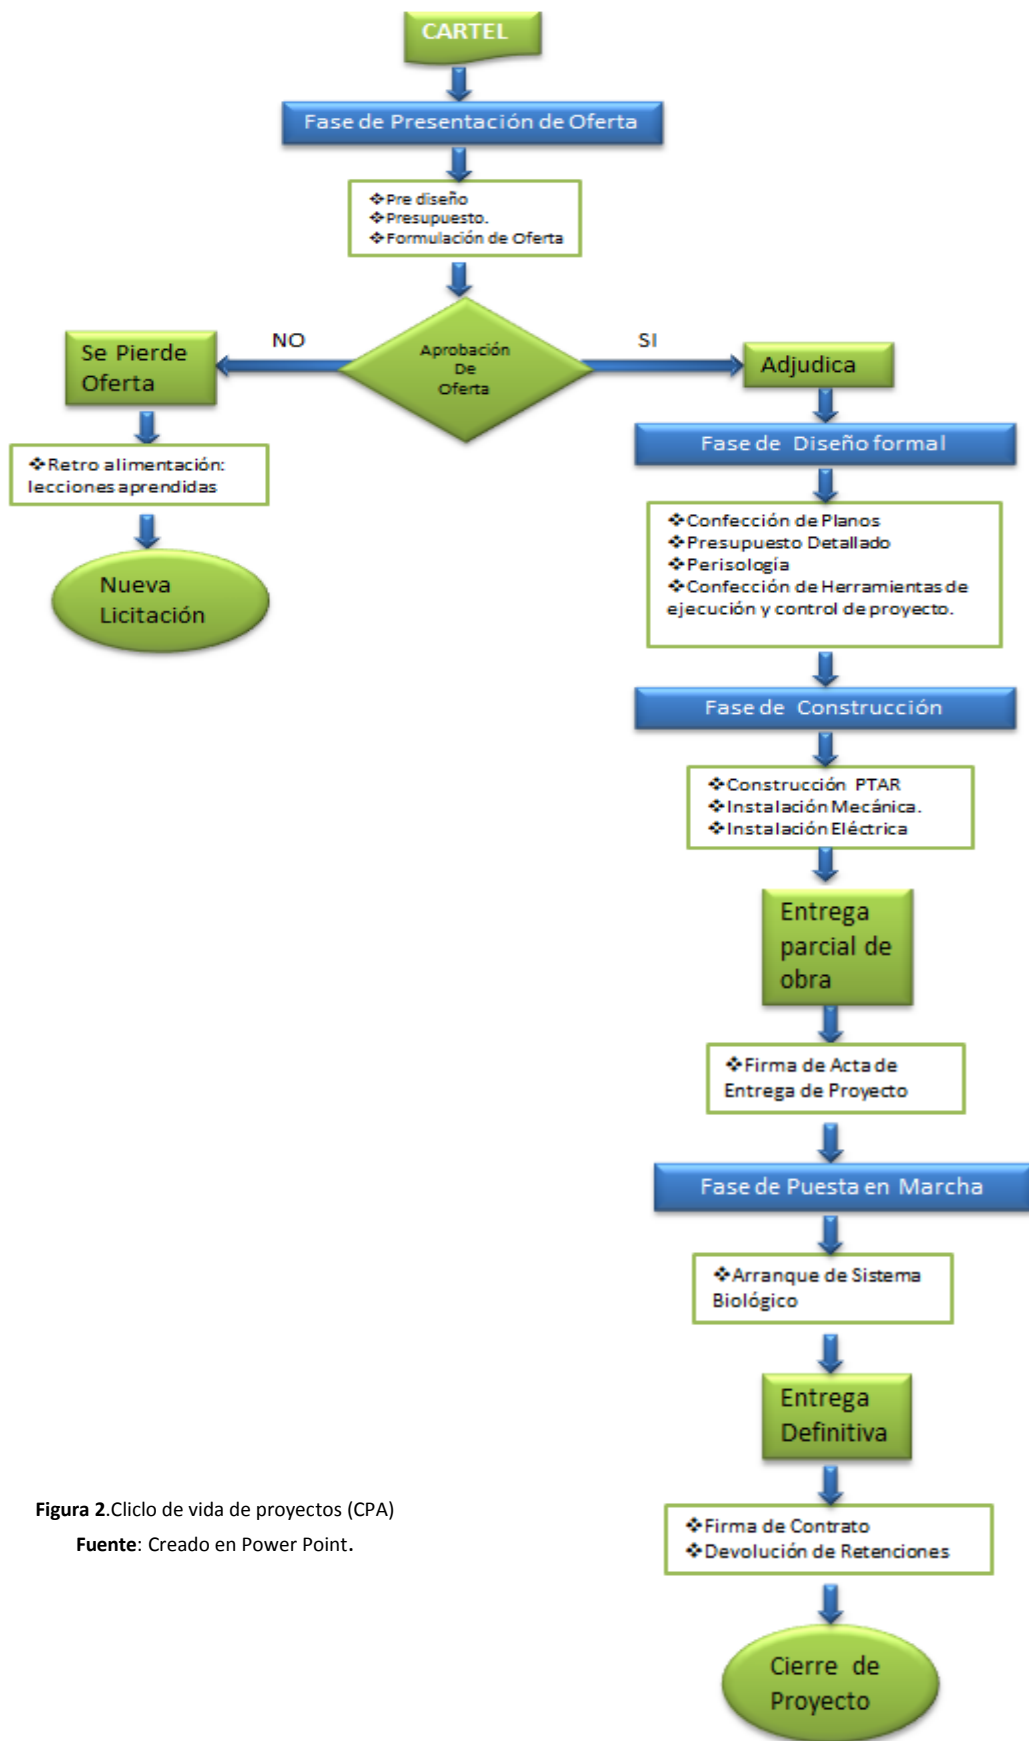 CARTEL
Fase de Presentación de Oferta
❖Pre diseño
❖Presupuesto.
❖Formulación de Oferta
Aprobación
De
Oferta
NO
SI
Se Pierde
Oferta
❖Retro alimentación:
lecciones aprendidas
Nueva
Licitación
Adjudica
Fase de Diseño formal
❖Confección de Planos
❖Presupuesto Detallado
❖Perisología
❖Confección de Herramientas de
ejecución y control de proyecto.
Fase de Construcción
❖Construcción PTAR
❖Instalación Mecánica.
❖Instalación Eléctrica
Entrega
parcial de
obra
❖Firma de Acta de
Entrega de Proyecto
Fase de Puesta en Marcha
❖Arranque de Sistema
Biológico
Entrega
Definitiva
❖Firma de Contrato
❖Devolución de Retenciones
Cierre de
Proyecto
Figura 2.Cliclo de vida de proyectos (CPA)
Fuente: Creado en Power Point.